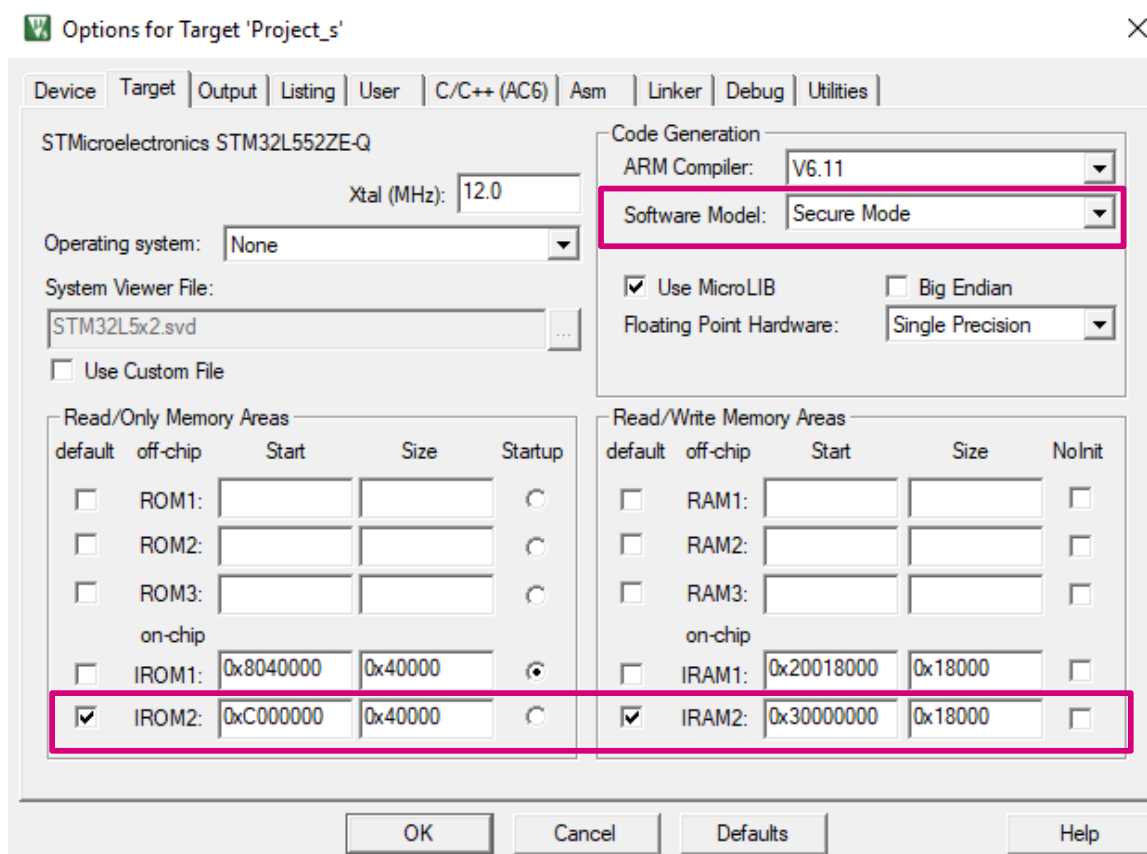 Options for Target 'Project_s'
Device Target Output Listing User C/C++ (AC6) Asm Linker Debug Utilities
STMicroelectronics STM32L552ZE-Q
Xtal (MHz): 12.0
Operating system: None
System Viewer File:
STM32L5x2.svd ...
Use Custom File
Code Generation
ARM Compiler: V6.11
Software Model: Secure Mode
Use MicroLIB Big Endian
Floating Point Hardware: Single Precision
Read/Only Memory Areas
default off-chip Start Size Startup
ROM1:
ROM2:
ROM3:
on-chip
IROM1: 0x8040000 0x40000
IROM2: 0xC000000 0x40000
Read/Write Memory Areas
default off-chip Start Size NoInit
RAM1:
RAM2:
RAM3:
on-chip
IRAM1: 0x20018000 0x18000
IRAM2: 0x30000000 0x18000
OK Cancel Defaults Help